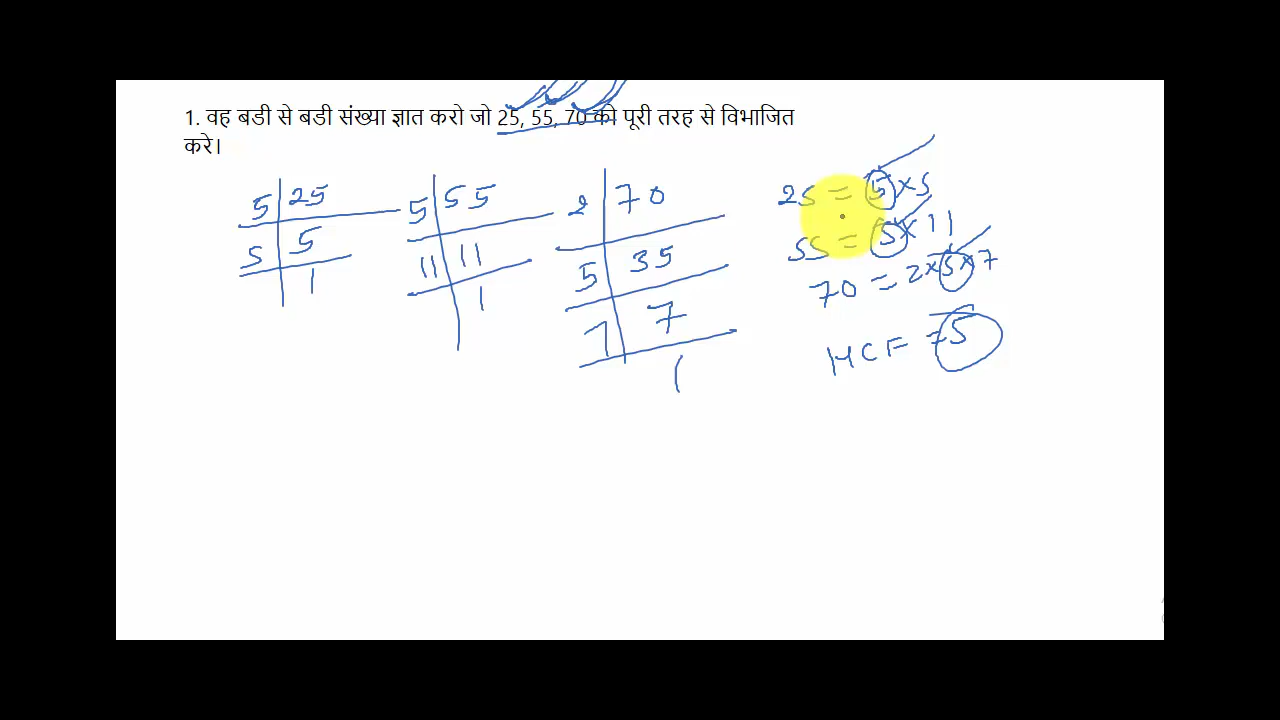 1. वह बडी से बडी संख्या ज्ञात करो जो 25, 55, 70 को पूरी तरह से विभाजित
करे।
5 | 25
5 | 5
1
5 | 55
11 | 11
1
2 | 70
5 | 35
7 | 7
1
25 = 5 × 5
55 = 5 × 11
70 = 2 × 5 × 7
HCF = 5